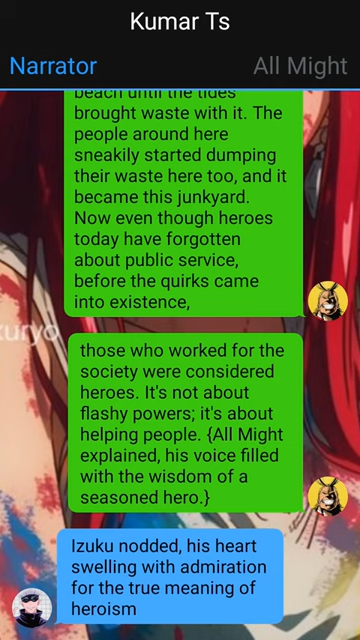 Kumar Ts
Narrator
All Might
beach until the tides
brought waste with it. The
people around here
sneakily started dumping
their waste here too, and it
became this junkyard.
Now even though heroes
today have forgotten
about public service,
before the quirks came
into existence,
those who worked for the
society were considered
heroes. It's not about
flashy powers; it's about
helping people. {All Might
explained, his voice filled
with the wisdom of a
seasoned hero.}
Izuku nodded, his heart
swelling with admiration
for the true meaning of
heroism